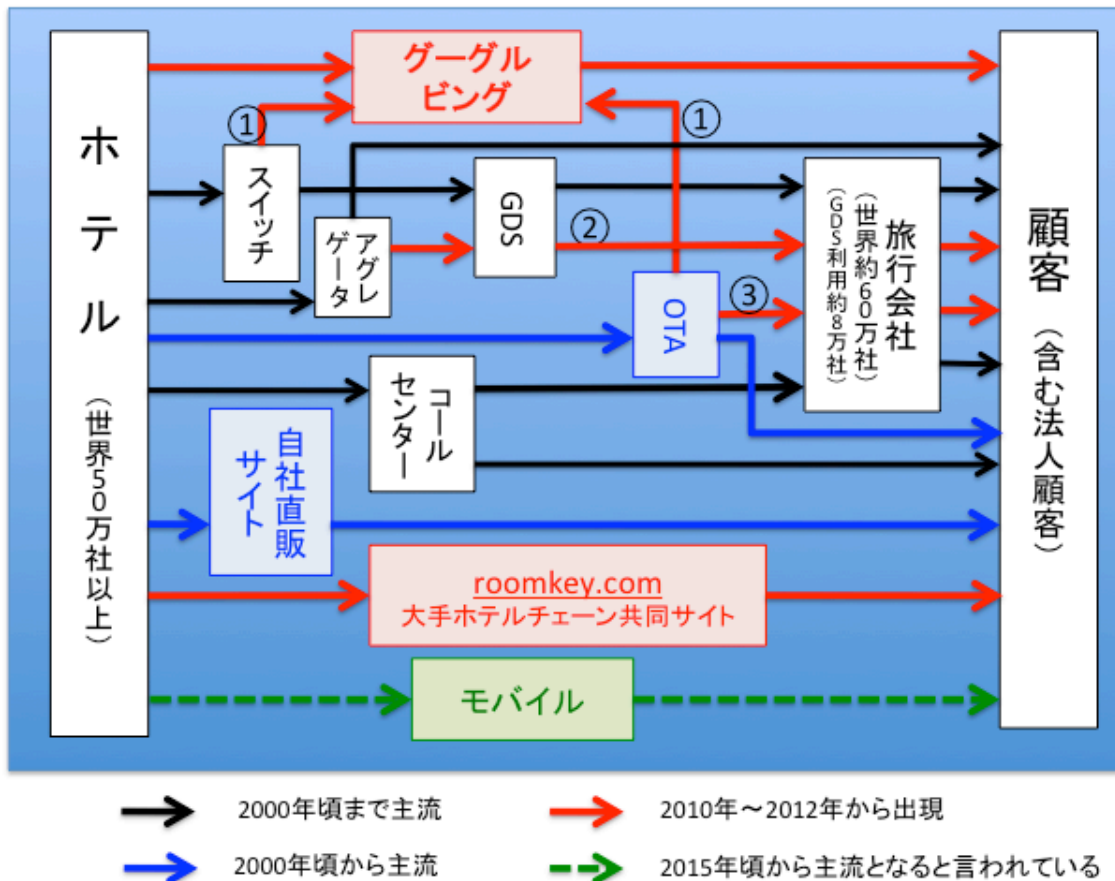 ホテル
(世界50万社以上)
グーグル
ビング
①
①
スイッチ
アグレ
ゲータ
GDS
②
OTA
③
旅行会社
(世界約60万社)
(GDS利用約8万社)
顧客
(含む法人顧客)
コール
センター
自社直販
サイト
roomkey.com
大手ホテルチェーン共同サイト
モバイル
2000年頃まで主流
2010年～2012年から出現
2000年頃から主流
2015年頃から主流となると言われている